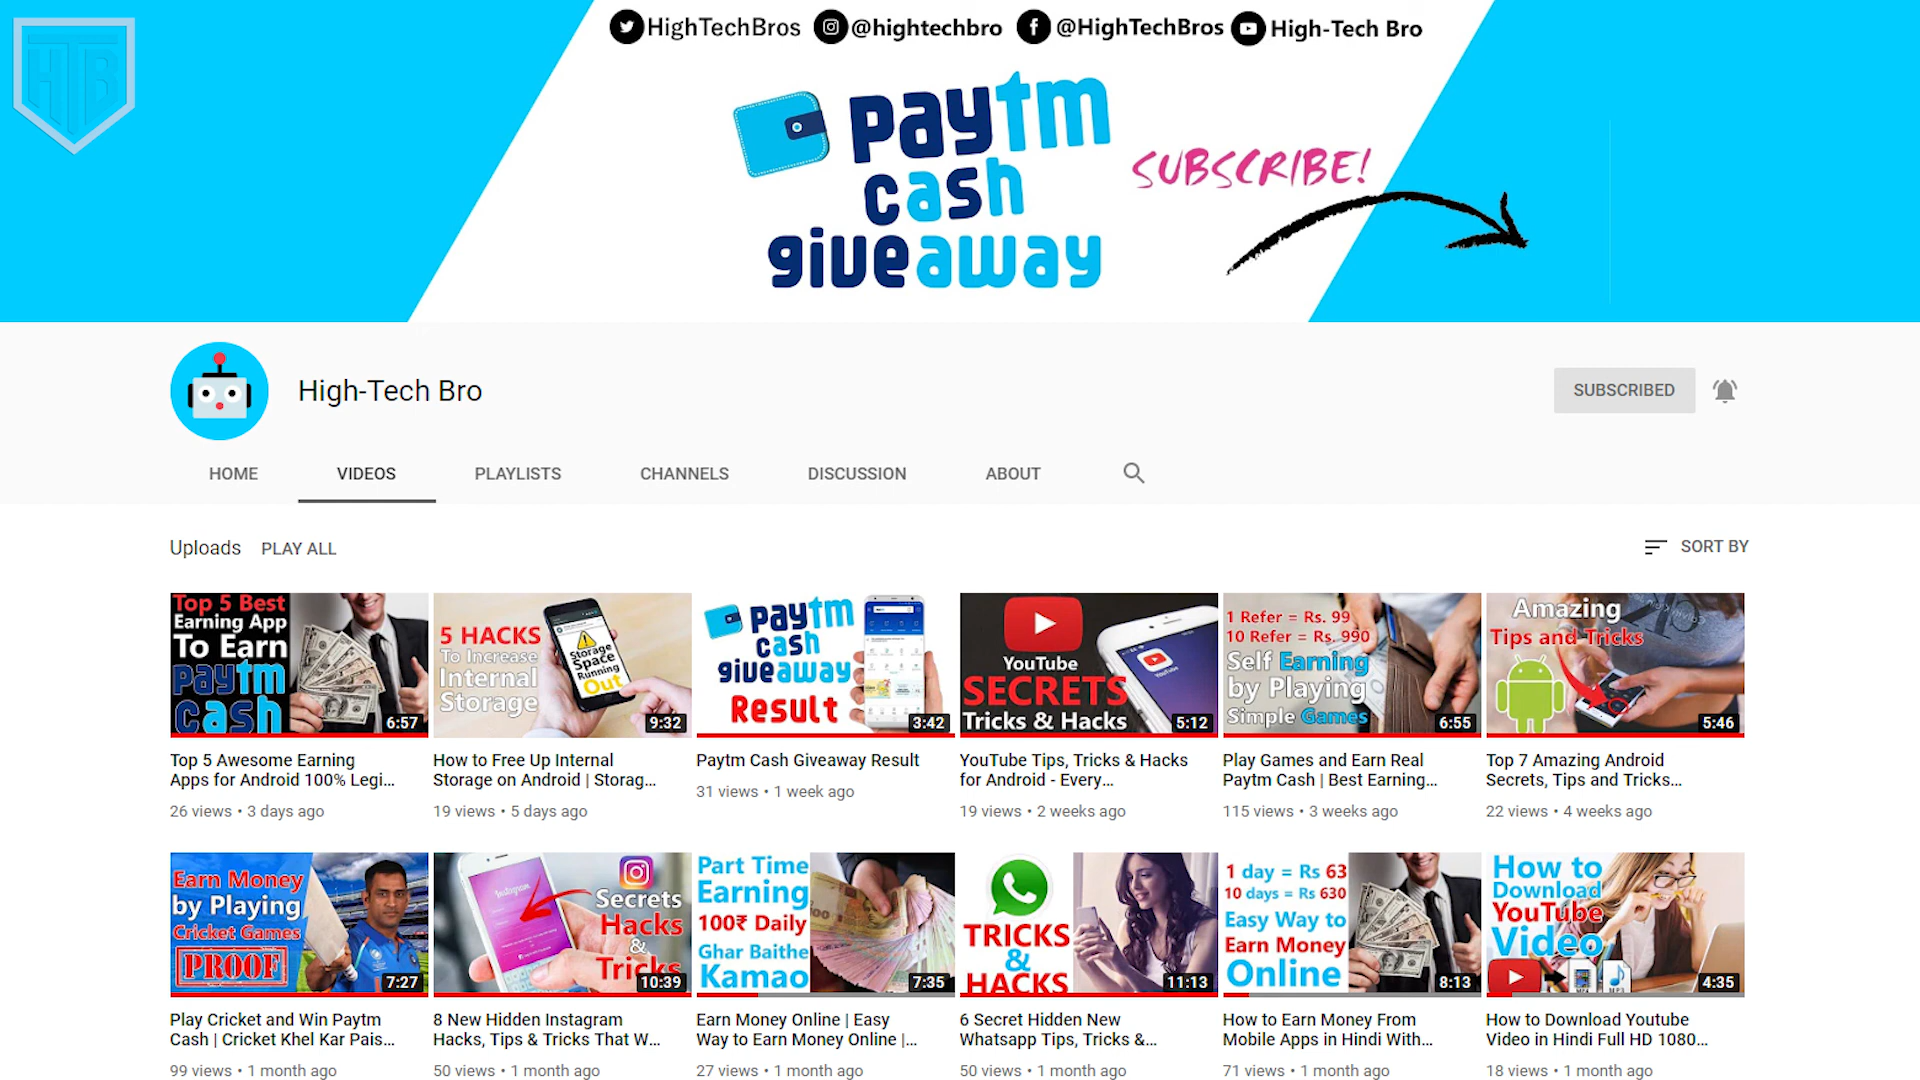 HTB
HighTechBros @hightechbro @HighTechBros High-Tech Bro
paytm
cash
giveaway
SUBSCRIBE!
High-Tech Bro
SUBSCRIBED
HOME VIDEOS PLAYLISTS CHANNELS DISCUSSION ABOUT
Uploads PLAY ALL
SORT BY
Top 5 Best
Earning App
To Earn
paytm
cash
6:57
5 HACKS
To Increase
Internal
Storage
Storage
Space
Running
Out
9:32
paytm
cash
giveaway
Result
3:42
YouTube
SECRETS
Tricks & Hacks
YouTube
5:12
1 Refer = Rs. 99
10 Refer = Rs. 990
Self Earning
by Playing
Simple Games
6:55
Amazing
Tips and Tricks
5:46
Top 5 Awesome Earning
Apps for Android 100% Legi...
26 views • 3 days ago
How to Free Up Internal
Storage on Android | Storag...
19 views • 5 days ago
Paytm Cash Giveaway Result
31 views • 1 week ago
YouTube Tips, Tricks & Hacks
for Android - Every...
19 views • 2 weeks ago
Play Games and Earn Real
Paytm Cash | Best Earning...
115 views • 3 weeks ago
Top 7 Amazing Android
Secrets, Tips and Tricks...
22 views • 4 weeks ago
Earn Money
by Playing
Cricket Games
PROOF
7:27
Instagram
Secrets
Hacks
&
Tricks
10:39
Part Time
Earning
100₹ Daily
Ghar Baithe
Kamao
7:35
TRICKS
&
HACKS
11:13
1 day = Rs 63
10 days = Rs 630
Easy Way to
Earn Money
Online
8:13
How to
Download
YouTube
Video
MP4
MP3
4:35
Play Cricket and Win Paytm
Cash | Cricket Khel Kar Pais...
99 views • 1 month ago
8 New Hidden Instagram
Hacks, Tips & Tricks That W...
50 views • 1 month ago
Earn Money Online | Easy
Way to Earn Money Online |...
27 views • 1 month ago
6 Secret Hidden New
Whatsapp Tips, Tricks &...
50 views • 1 month ago
How to Earn Money From
Mobile Apps in Hindi With...
71 views • 1 month ago
How to Download Youtube
Video in Hindi Full HD 1080...
18 views • 1 month ago